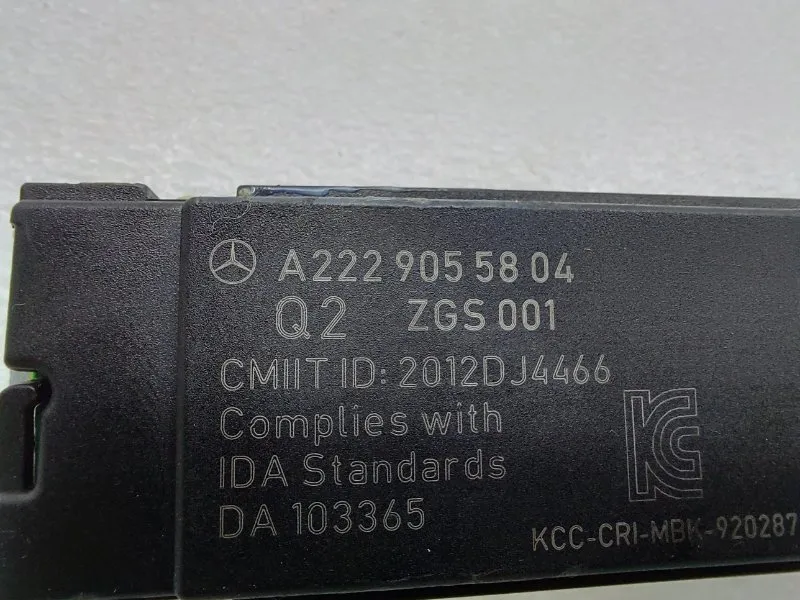 A222 905 58 04
Q2 ZGS 001
CMIIT ID: 2012DJ4466
Complies with
IDA Standards
DA 103365
KCC-CRI-MBK-920287